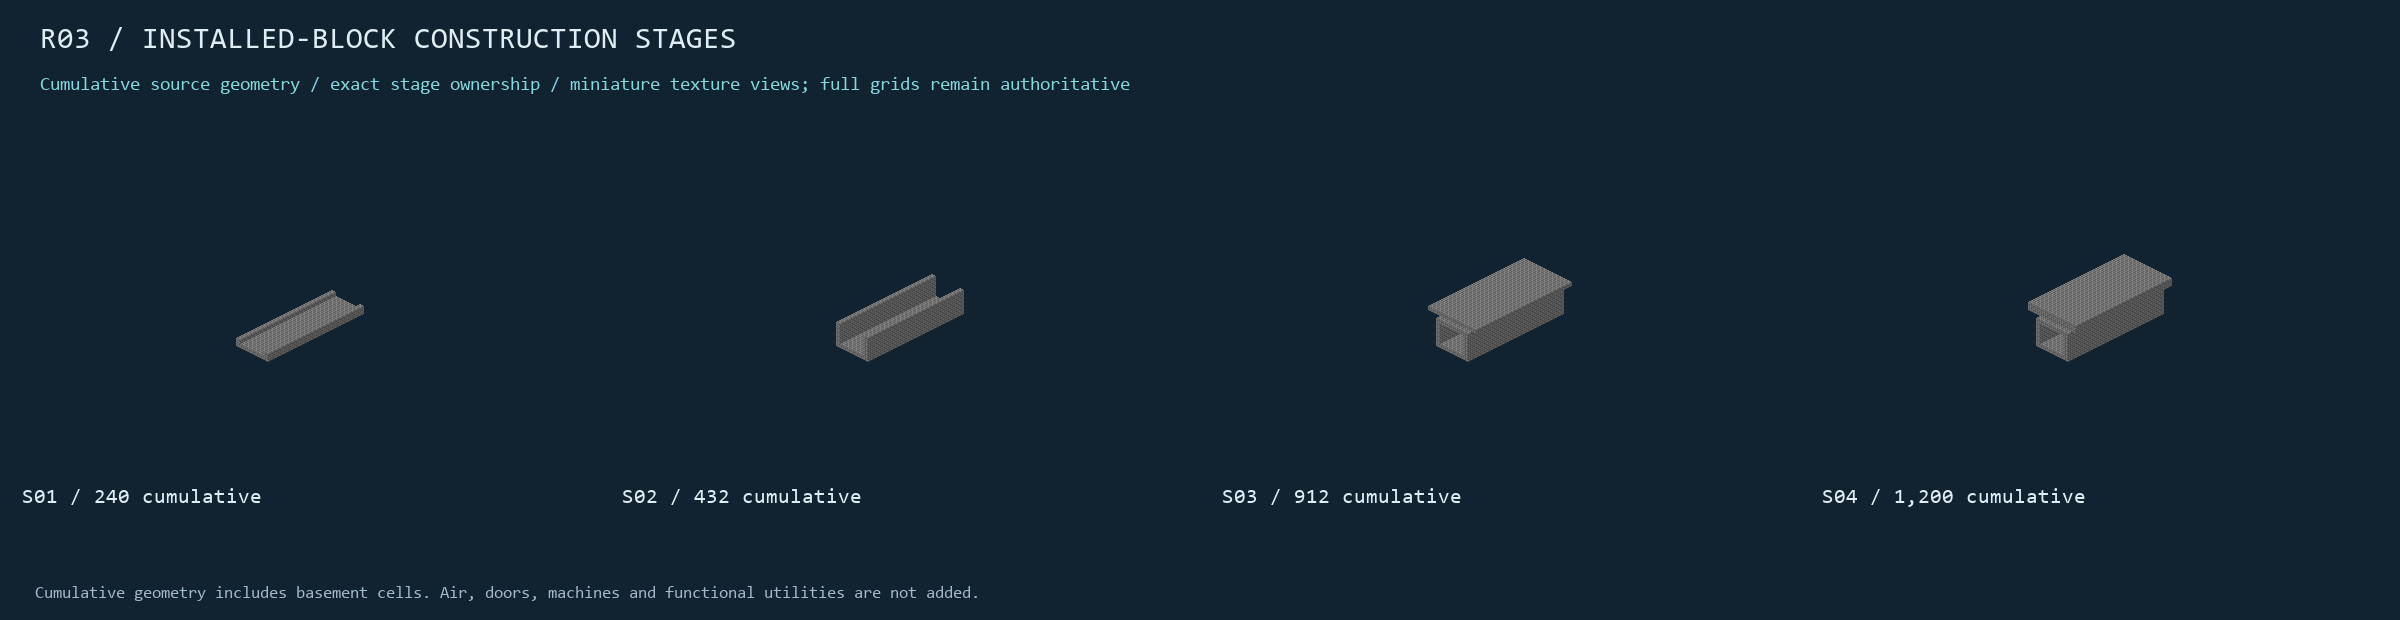 R03 / INSTALLED-BLOCK CONSTRUCTION STAGES
Cumulative source geometry / exact stage ownership / miniature texture views; full grids remain authoritative
S01 / 240 cumulative
S02 / 432 cumulative
S03 / 912 cumulative
S04 / 1,200 cumulative
Cumulative geometry includes basement cells. Air, doors, machines and functional utilities are not added.